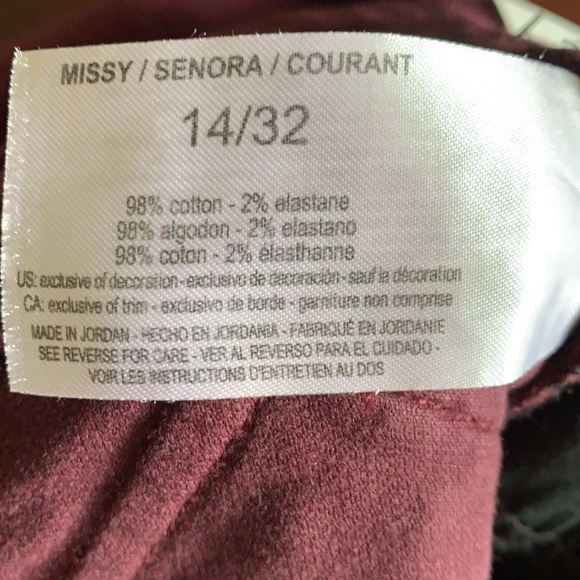 MISSY / SENORA / COURANT
14/32
98% cotton - 2% elastane
98% algodon - 2% elastano
98% coton - 2% élasthanne
US: exclusive of decoration - exclusivo de decoración - sauf la décoration
CA: exclusive of trim - exclusivo de borde - garniture non comprise
MADE IN JORDAN - HECHO EN JORDANIA - FABRIQUÉ EN JORDANIE
SEE REVERSE FOR CARE - VER AL REVERSO PARA EL CUIDADO -
VOIR LES INSTRUCTIONS D'ENTRETIEN AU DOS